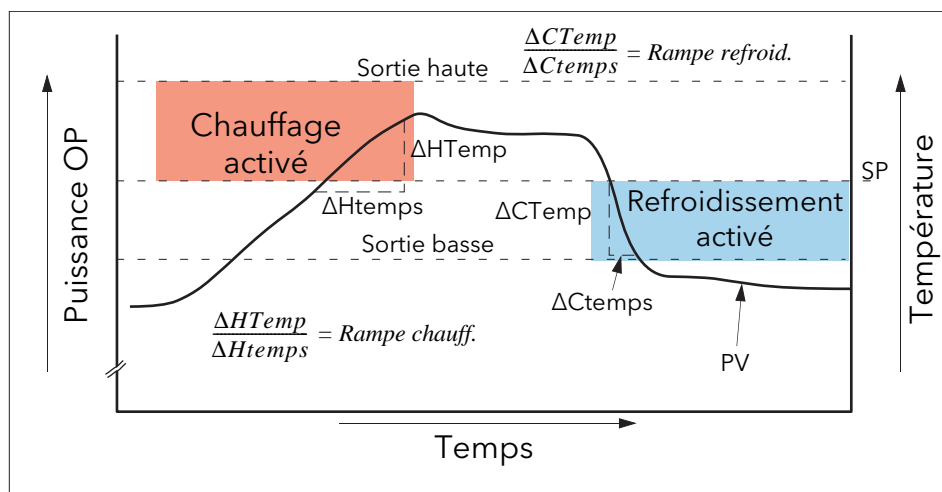 ΔCTemp
ΔCtemps = Rampe refroid.
Sortie haute
Chauffage
activé
ΔHTemp
SP
ΔHtemps
ΔCTemp
Refroidissement
activé
Sortie basse
ΔCtemps
ΔHTemp
ΔHtemps = Rampe chauff.
PV
Puissance OP
Température
Temps